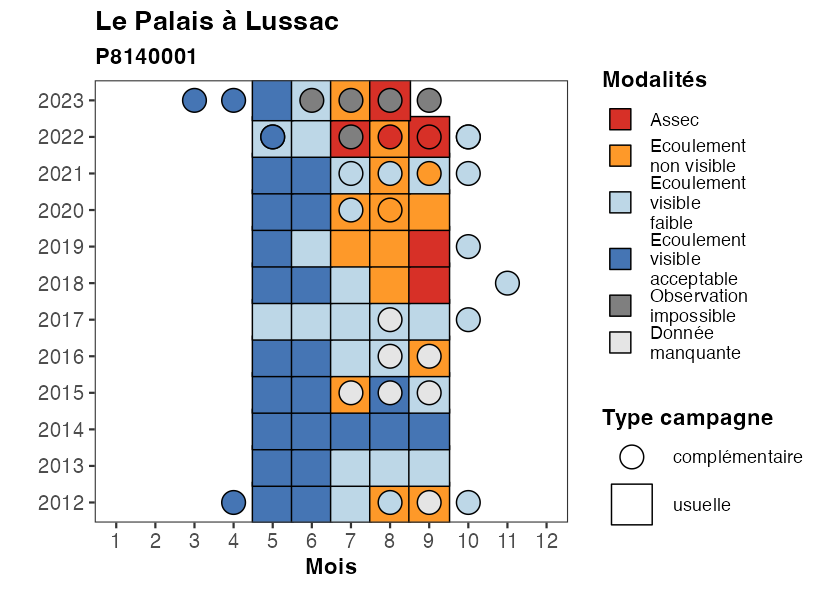 Le Palais à Lussac
P8140001
2023
2022
2021
2020
2019
2018
2017
2016
2015
2014
2013
2012
1 2 3 4 5 6 7 8 9 10 11 12
Mois
Modalités
Assec
Ecoulement
non visible
Ecoulement
visible
faible
Ecoulement
visible
acceptable
Observation
impossible
Donnée
manquante
Type campagne
complémentaire
usuelle